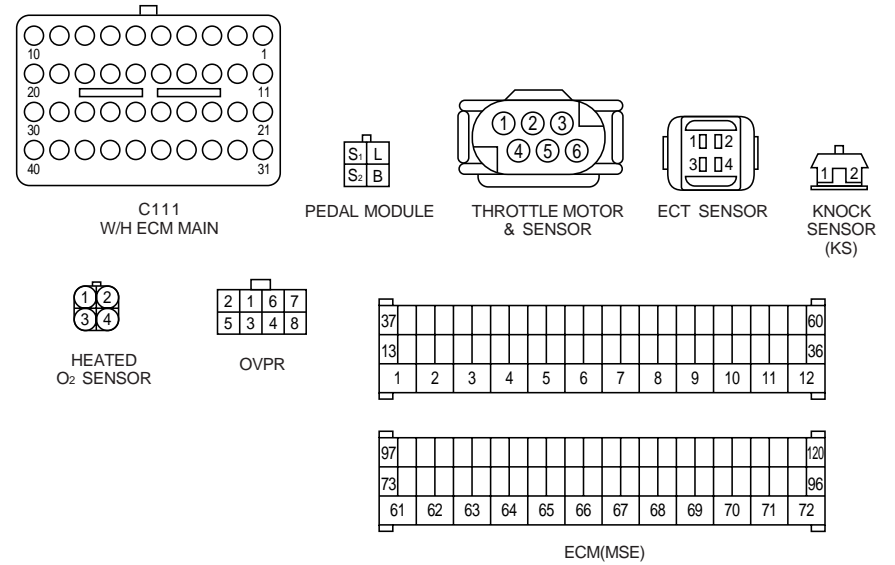 10 1
20 11
30 21
40 31
C111
W/H ECM MAIN
S1 L
S2 B
PEDAL MODULE
1 2 3
4 5 6
THROTTLE MOTOR
& SENSOR
1 2
3 4
ECT SENSOR
1 2
KNOCK
SENSOR
(KS)
1 2
3 4
HEATED
O2 SENSOR
2 1 6 7
5 3 4 8
OVPR
37 60
13 36
1 2 3 4 5 6 7 8 9 10 11 12
97 120
73 96
61 62 63 64 65 66 67 68 69 70 71 72
ECM(MSE)